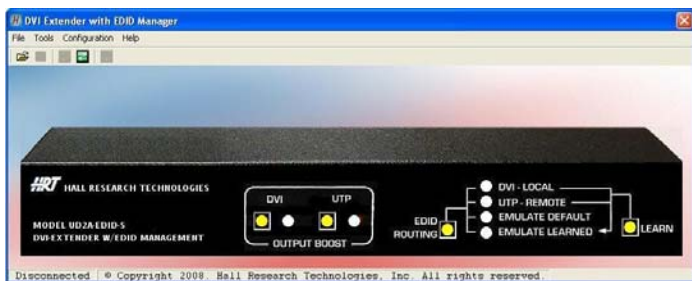 DVI Extender with EDID Manager
File Tools Configuration Help
HRT HALL RESEARCH TECHNOLOGIES
MODEL UD2A-EDID-S
DVI-EXTENDER W/EDID MANAGEMENT
DVI UTP
OUTPUT BOOST
EDID ROUTING
DVI - LOCAL
UTP - REMOTE
EMULATE DEFAULT
EMULATE LEARNED
LEARN
Disconnected © Copyright 2008. Hall Research Technologies, Inc. All rights reserved.